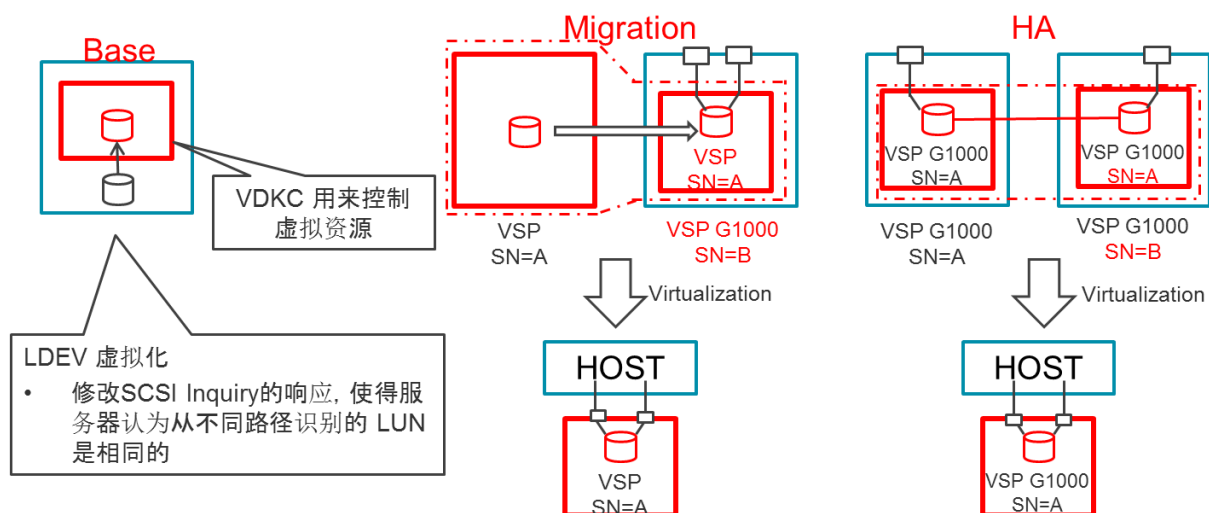 Base
VDKC 用来控制
虚拟资源
LDEV 虚拟化
• 修改SCSI Inquiry的响应, 使得服
务器认为从不同路径识别的 LUN
是相同的
Migration
VSP
SN=A
VSP
SN=A
VSP G1000
SN=B
Virtualization
HOST
VSP
SN=A
HA
VSP G1000
SN=A
VSP G1000
SN=A
VSP G1000
SN=A
VSP G1000
SN=B
Virtualization
HOST
VSP G1000
SN=A